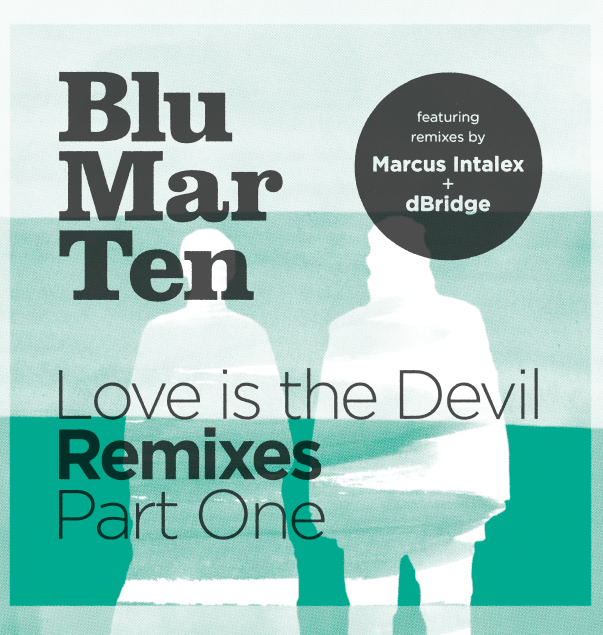 Blu
Mar
Ten
featuring
remixes by
Marcus Intalex
+
dBridge
Love is the Devil
Remixes
Part One